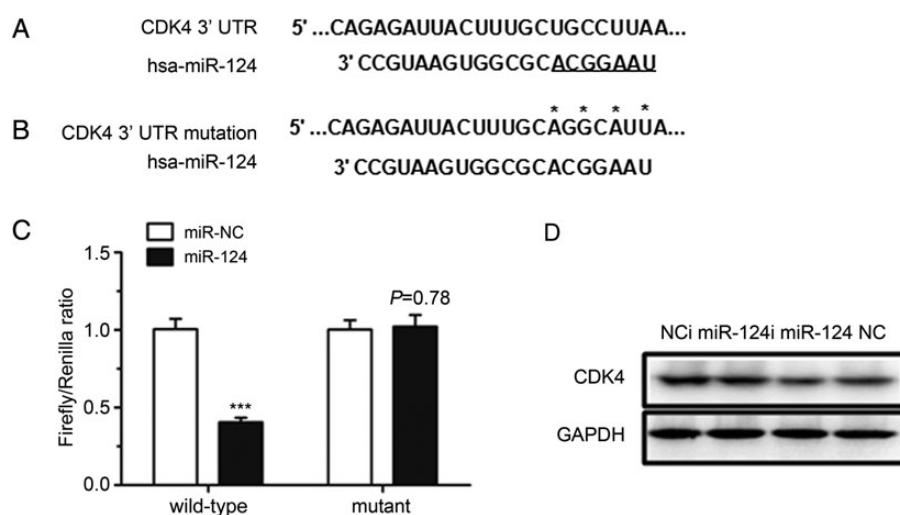 A
CDK4 3' UTR 5' ...CAGAGAUUACUUUGCUGCCUUAA...
hsa-miR-124 3' CCGUAAGUGGCGCACGGAAU
* * * *
B
CDK4 3' UTR mutation 5' ...CAGAGAUUACUUUGCAGGCAUUA...
hsa-miR-124 3' CCGUAAGUGGCGCACGGAAU
C
miR-NC
miR-124
Firefly/Renilla ratio
1.5
1.0
0.5
0.0
***
P=0.78
wild-type mutant
D
NCi miR-124i miR-124 NC
CDK4
GAPDH